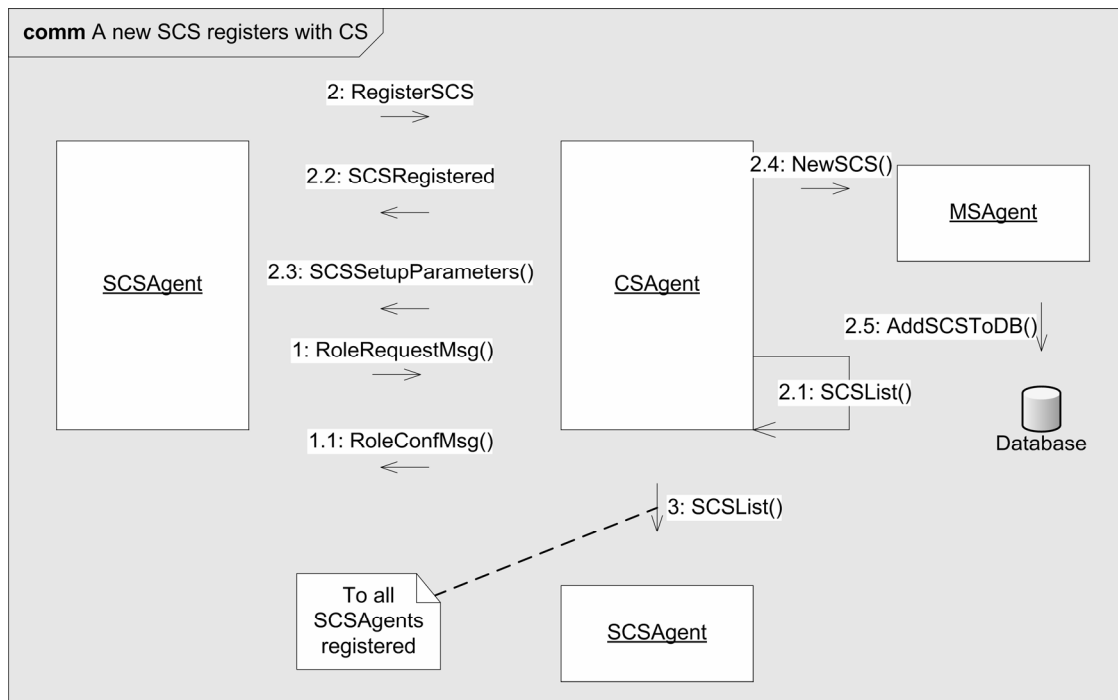 comm A new SCS registers with CS
2: RegisterSCS
2.4: NewSCS()
2.2: SCSRegistered
MSAgent
2.3: SCSSetupParameters()
SCSAgent
CSAgent
2.5: AddSCSToDB()
1: RoleRequestMsg()
2.1: SCSList()
1.1: RoleConfMsg()
Database
3: SCSList()
To all
SCSAgents
registered
SCSAgent